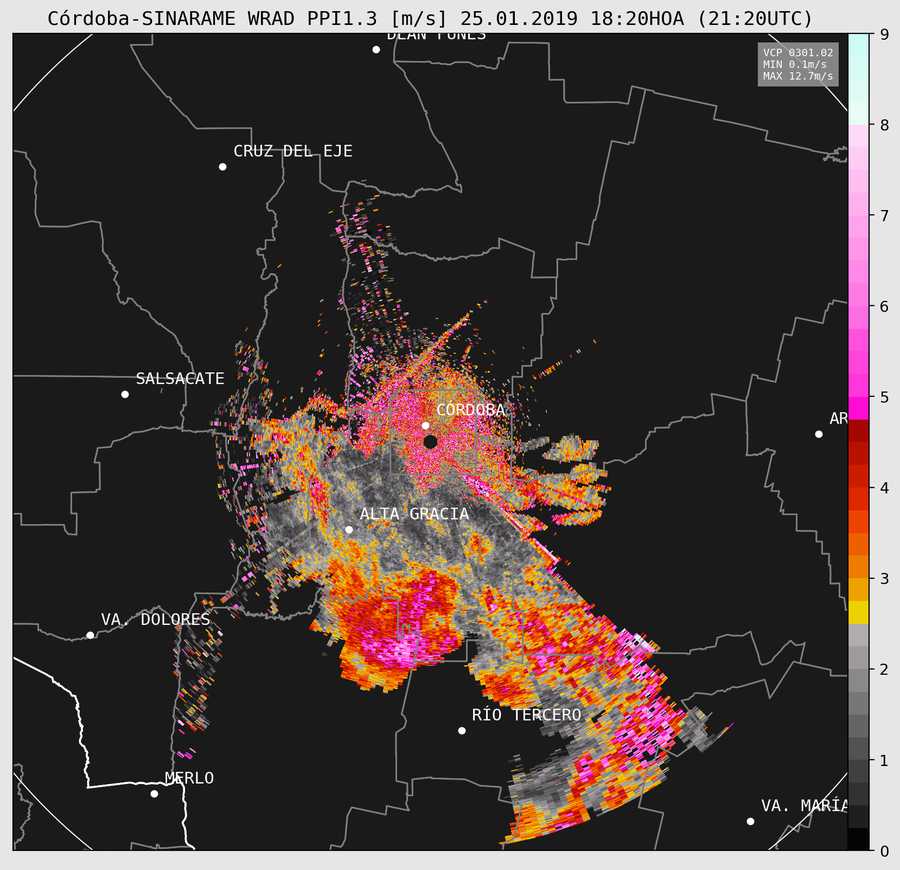 Córdoba-SINARAME WRAD PPI1.3 [m/s] 25.01.2019 18:20HOA (21:20UTC)
DEAN FUNES
VCP 0301.02
MIN 0.1m/s
MAX 12.7m/s
CRUZ DEL EJE
SALSACATE
CORDOBA
AR
ALTA GRACIA
VA. DOLORES
RÍO TERCERO
MERLO
VA. MARÍA
9
8
7
6
5
4
3
2
1
0